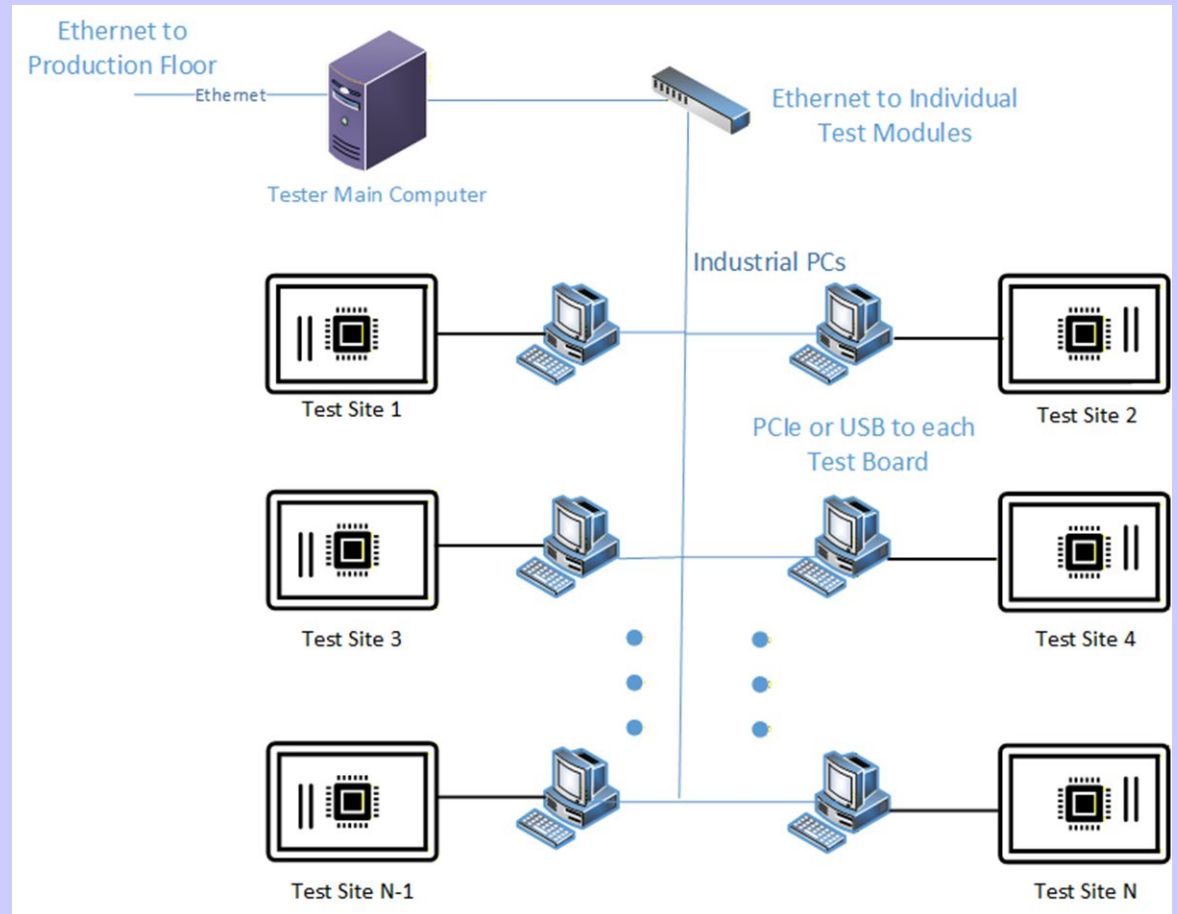 Ethernet to
Production Floor
Ethernet
Ethernet to Individual
Test Modules
Tester Main Computer
Industrial PCs
Test Site 1
Test Site 2
PCIe or USB to each
Test Board
Test Site 3
Test Site 4
Test Site N-1
Test Site N